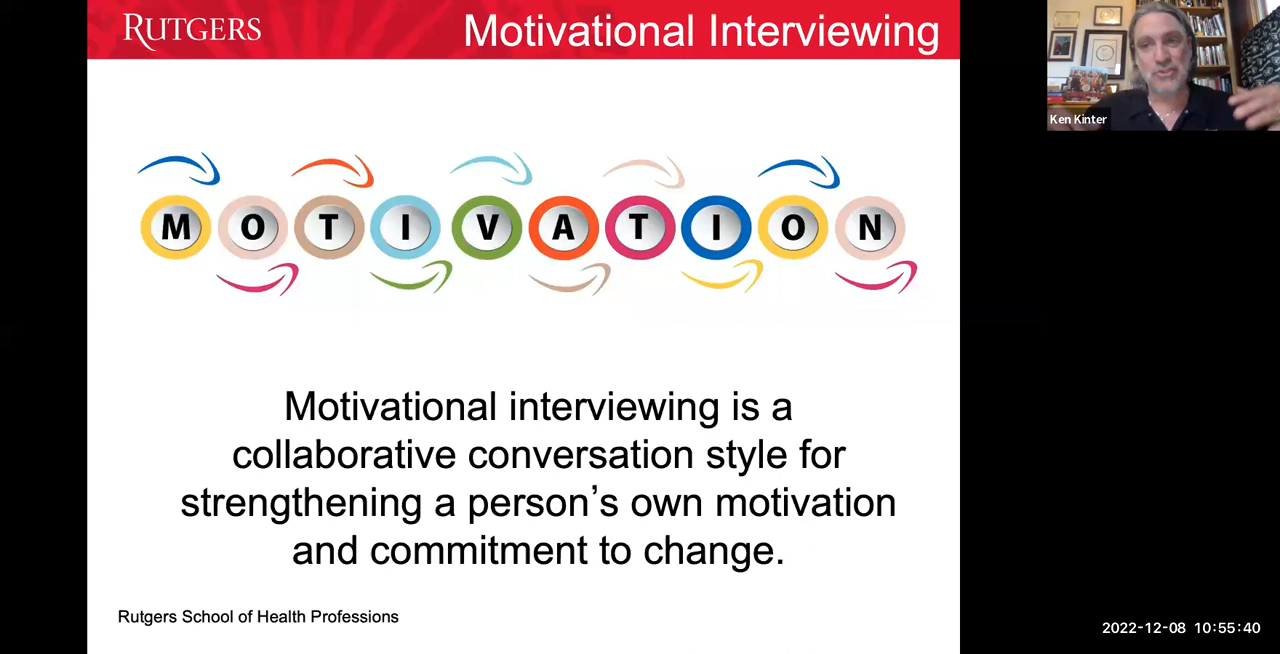 RUTGERS
Motivational Interviewing
MOTIVATION
Motivational interviewing is a
collaborative conversation style for
strengthening a person’s own motivation
and commitment to change.
Rutgers School of Health Professions
Ken Kinter
2022-12-08 10:55:40